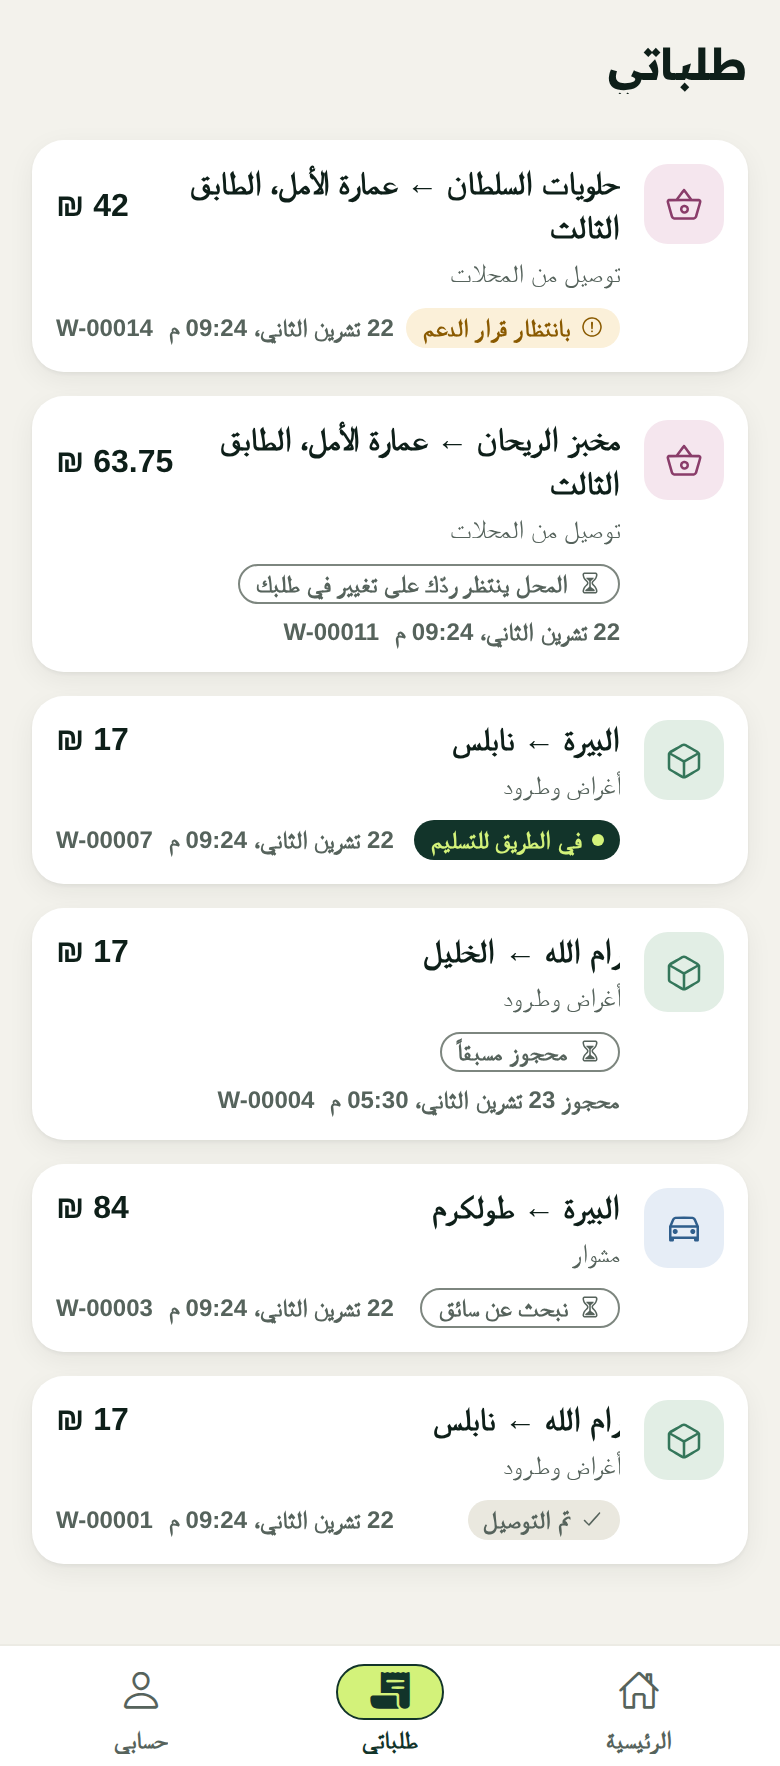 طلباتي
حلويات السلطان ← عمارة الأمل، الطابق
الثالث
42 ₪
توصيل من المحلات
بانتظار قرار الدعم
22 تشرين الثاني، 09:24 م
W-00014
مخبز الريحان ← عمارة الأمل، الطابق
الثالث
63.75 ₪
توصيل من المحلات
المحل ينتظر ردّك على تغيير في طلبك
22 تشرين الثاني، 09:24 م
W-00011
البيرة ← نابلس
17 ₪
أغراض وطرود
في الطريق للتسليم
22 تشرين الثاني، 09:24 م
W-00007
رام الله ← الخليل
17 ₪
أغراض وطرود
محجوز مسبقاً
محجوز 23 تشرين الثاني، 05:30 م
W-00004
البيرة ← طولكرم
84 ₪
مشوار
نبحث عن سائق
22 تشرين الثاني، 09:24 م
W-00003
رام الله ← نابلس
17 ₪
أغراض وطرود
تم التوصيل
22 تشرين الثاني، 09:24 م
W-00001
الرئيسية
طلباتي
حسابي